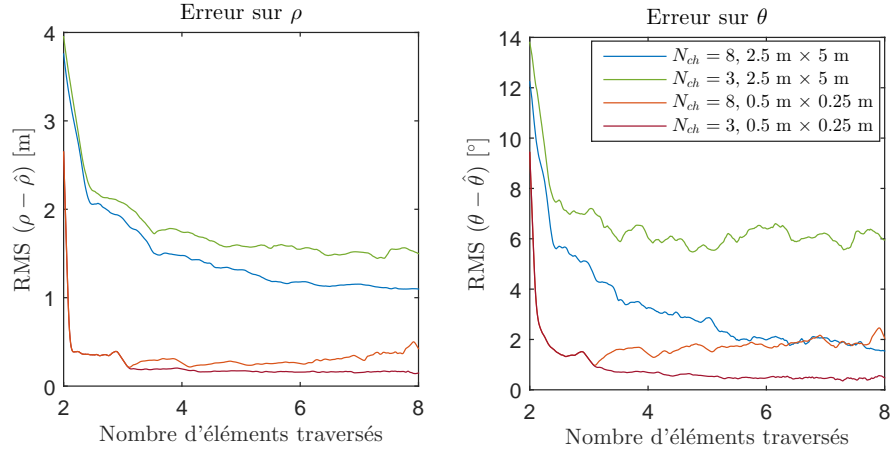 Erreur sur ρ
RMS (ρ − ρ̂) [m]
4
3
2
1
0
2
4
6
8
Nombre d'éléments traversés
Erreur sur θ
RMS (θ − θ̂) [°]
14
12
10
8
6
4
2
0
2
4
6
8
Nombre d'éléments traversés
N_ch = 8, 2.5 m × 5 m
N_ch = 3, 2.5 m × 5 m
N_ch = 8, 0.5 m × 0.25 m
N_ch = 3, 0.5 m × 0.25 m